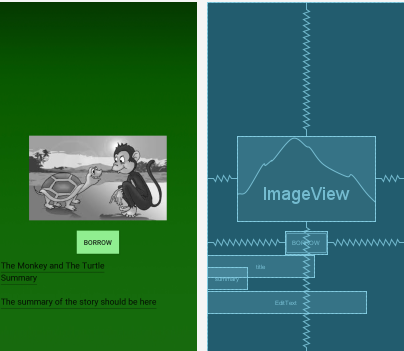 BORROW
The Monkey and The Turtle
Summary
The summary of the story should be here
ImageView
BORROW
title
summary
EditText